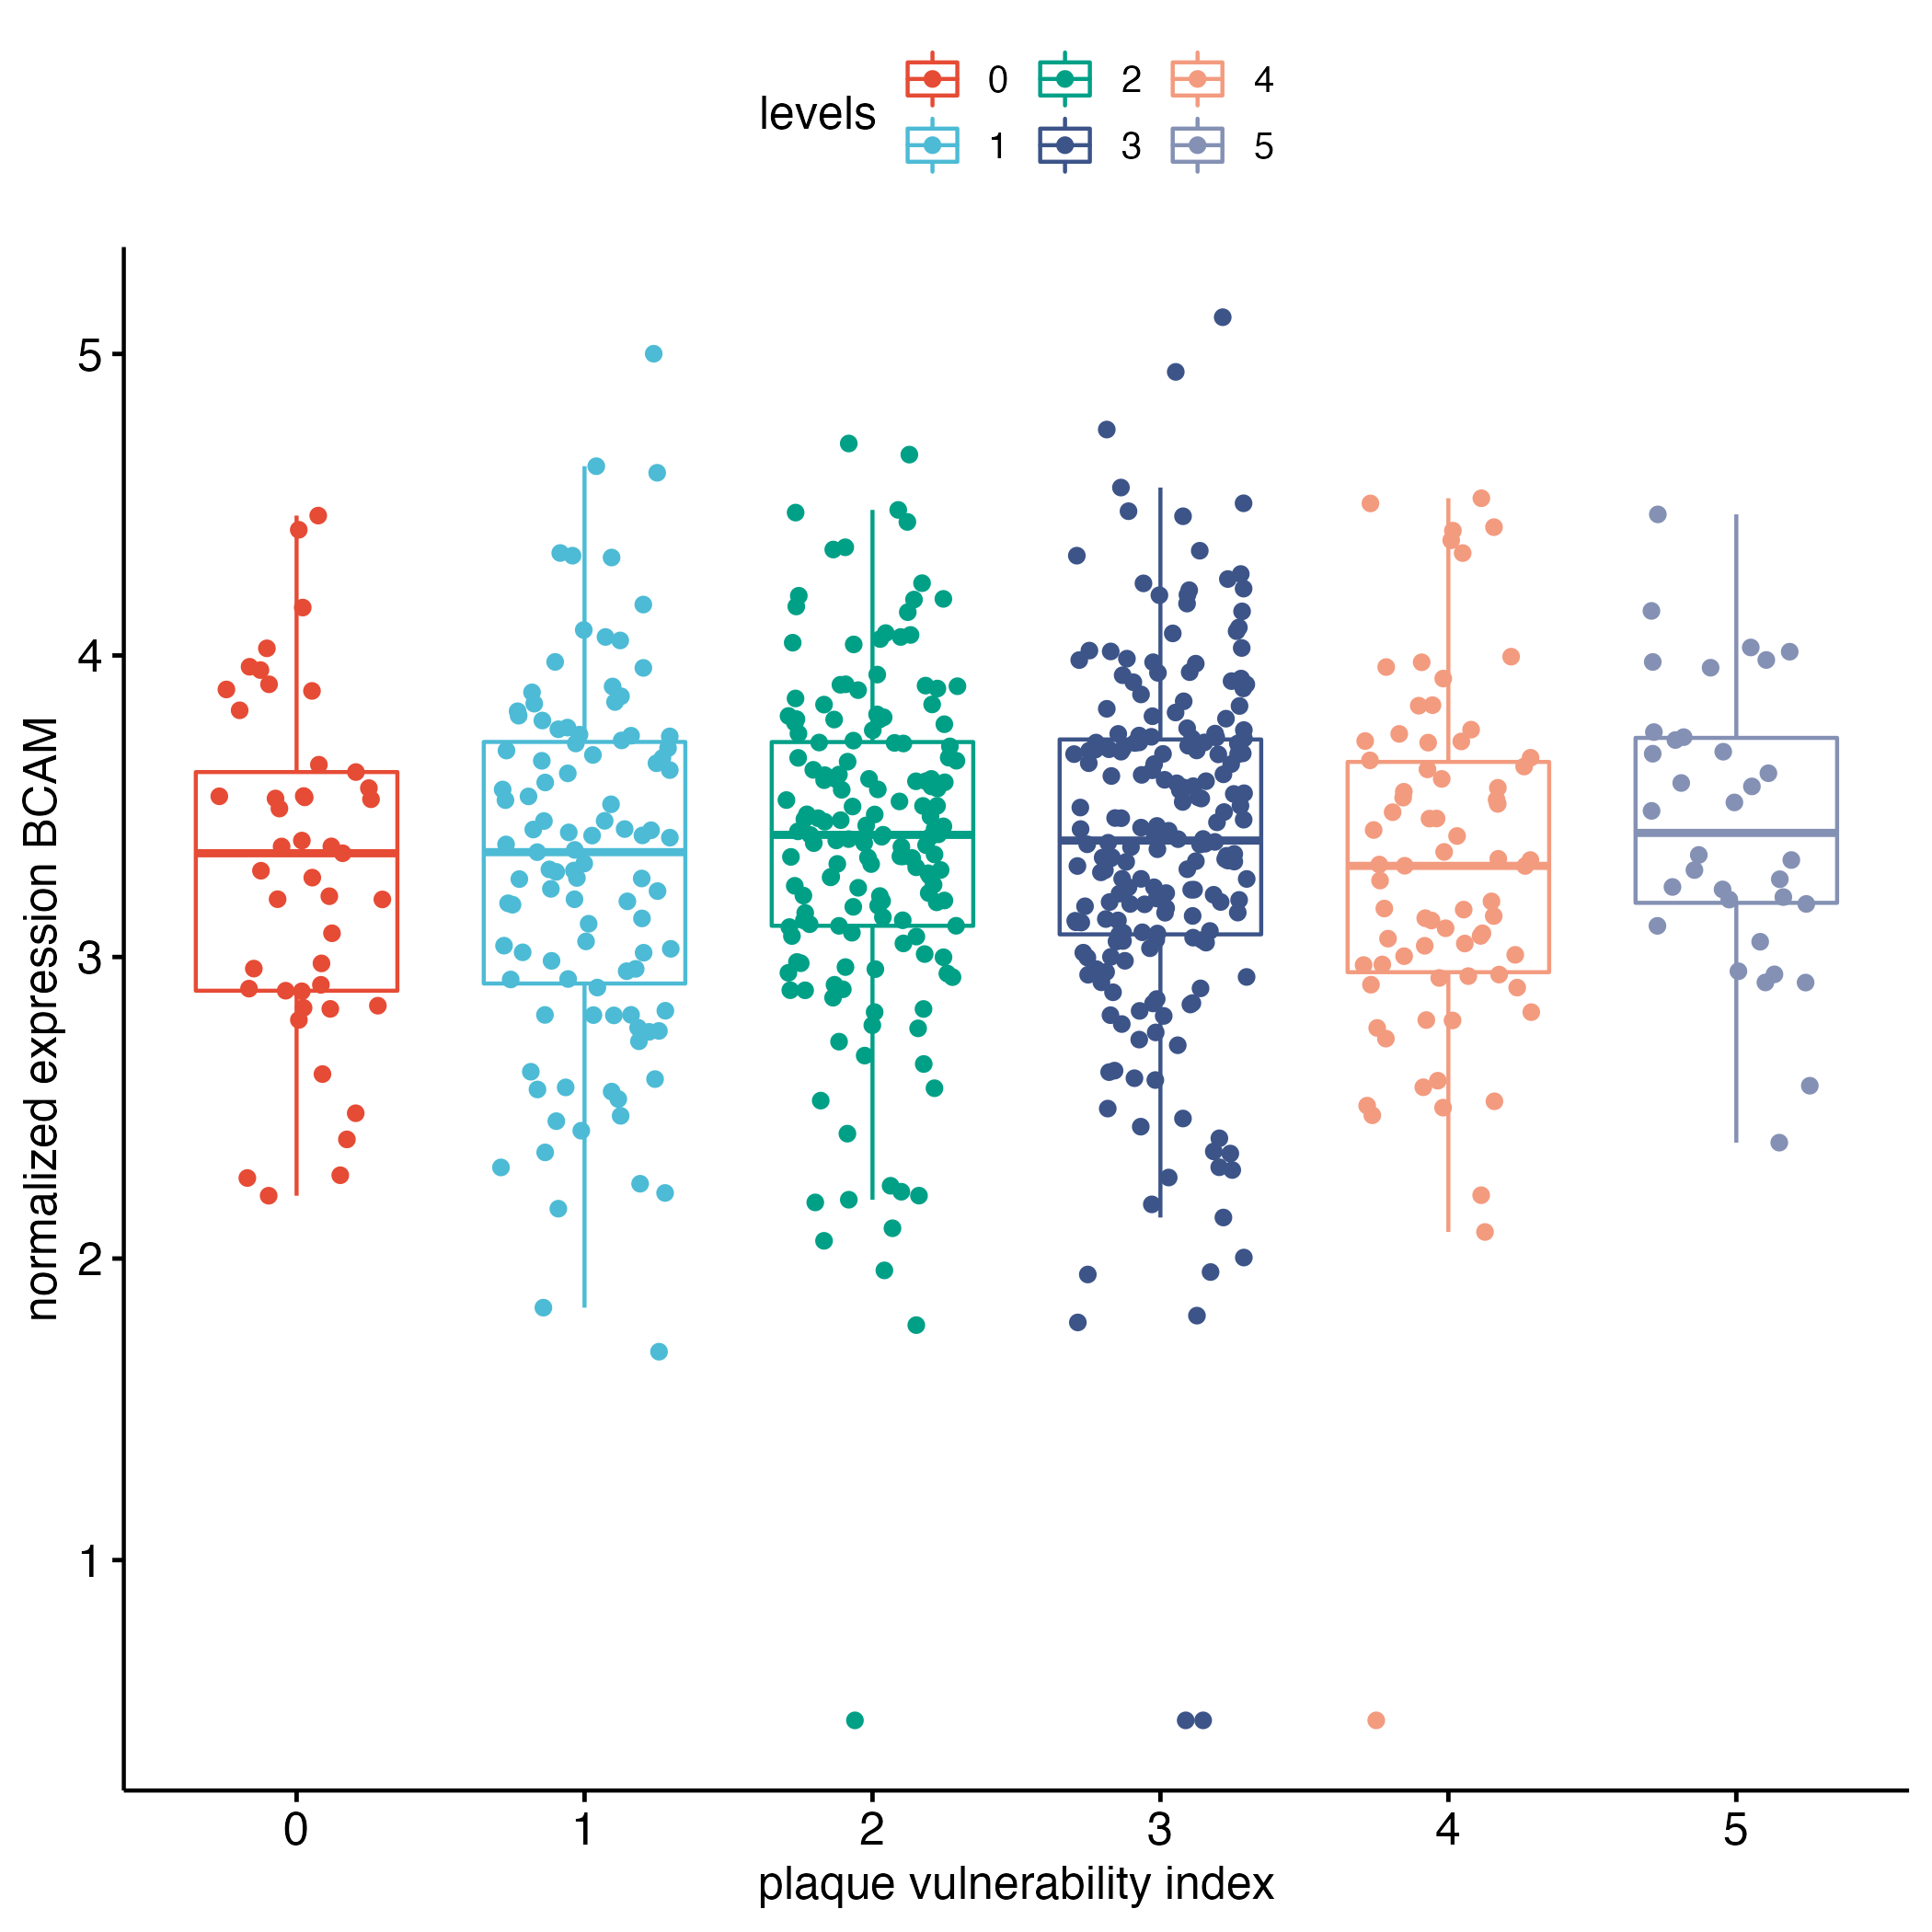 levels
0 2 4
1 3 5
normalized expression BCAM
5
4
3
2
1
0 1 2 3 4 5
plaque vulnerability index